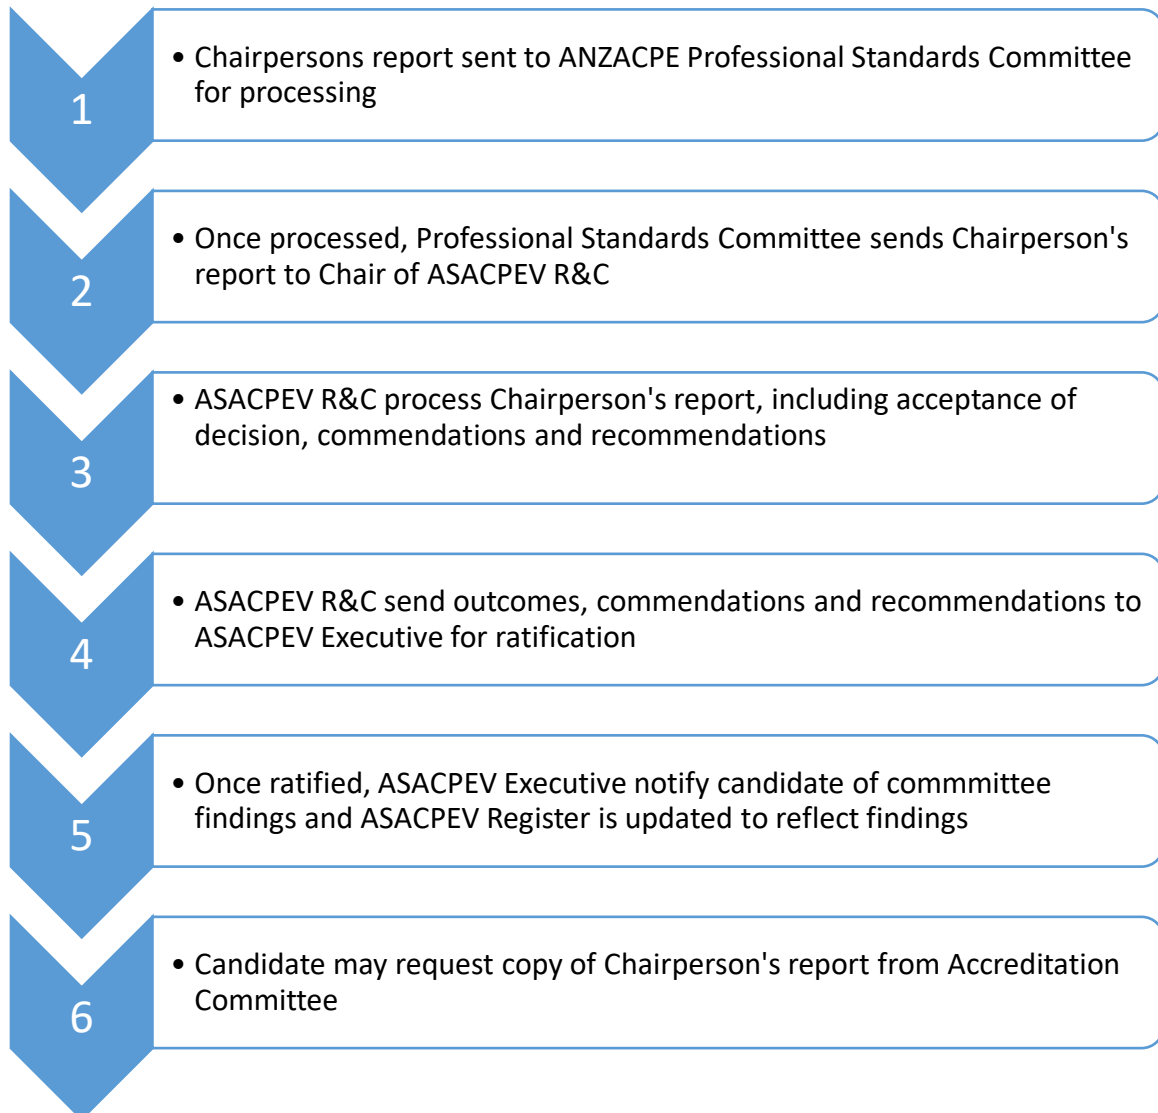 1
• Chairpersons report sent to ANZACPE Professional Standards Committee
for processing
2
• Once processed, Professional Standards Committee sends Chairperson's
report to Chair of ASACPEV R&C
3
• ASACPEV R&C process Chairperson's report, including acceptance of
decision, commendations and recommendations
4
• ASACPEV R&C send outcomes, commendations and recommendations to
ASACPEV Executive for ratification
5
• Once ratified, ASACPEV Executive notify candidate of commmittee
findings and ASACPEV Register is updated to reflect findings
6
• Candidate may request copy of Chairperson's report from Accreditation
Committee